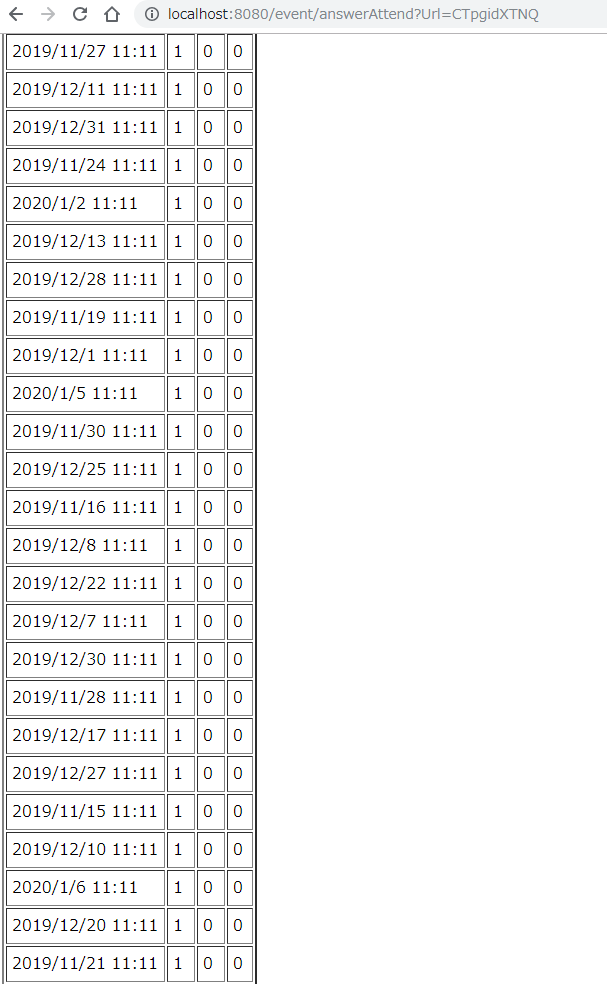 localhost:8080/event/answerAttend?Url=CTpgidXTNQ
2019/11/27 11:11 1 0 0
2019/12/11 11:11 1 0 0
2019/12/31 11:11 1 0 0
2019/11/24 11:11 1 0 0
2020/1/2 11:11 1 0 0
2019/12/13 11:11 1 0 0
2019/12/28 11:11 1 0 0
2019/11/19 11:11 1 0 0
2019/12/1 11:11 1 0 0
2020/1/5 11:11 1 0 0
2019/11/30 11:11 1 0 0
2019/12/25 11:11 1 0 0
2019/11/16 11:11 1 0 0
2019/12/8 11:11 1 0 0
2019/12/22 11:11 1 0 0
2019/12/7 11:11 1 0 0
2019/12/30 11:11 1 0 0
2019/11/28 11:11 1 0 0
2019/12/17 11:11 1 0 0
2019/12/27 11:11 1 0 0
2019/11/15 11:11 1 0 0
2019/12/10 11:11 1 0 0
2020/1/6 11:11 1 0 0
2019/12/20 11:11 1 0 0
2019/11/21 11:11 1 0 0